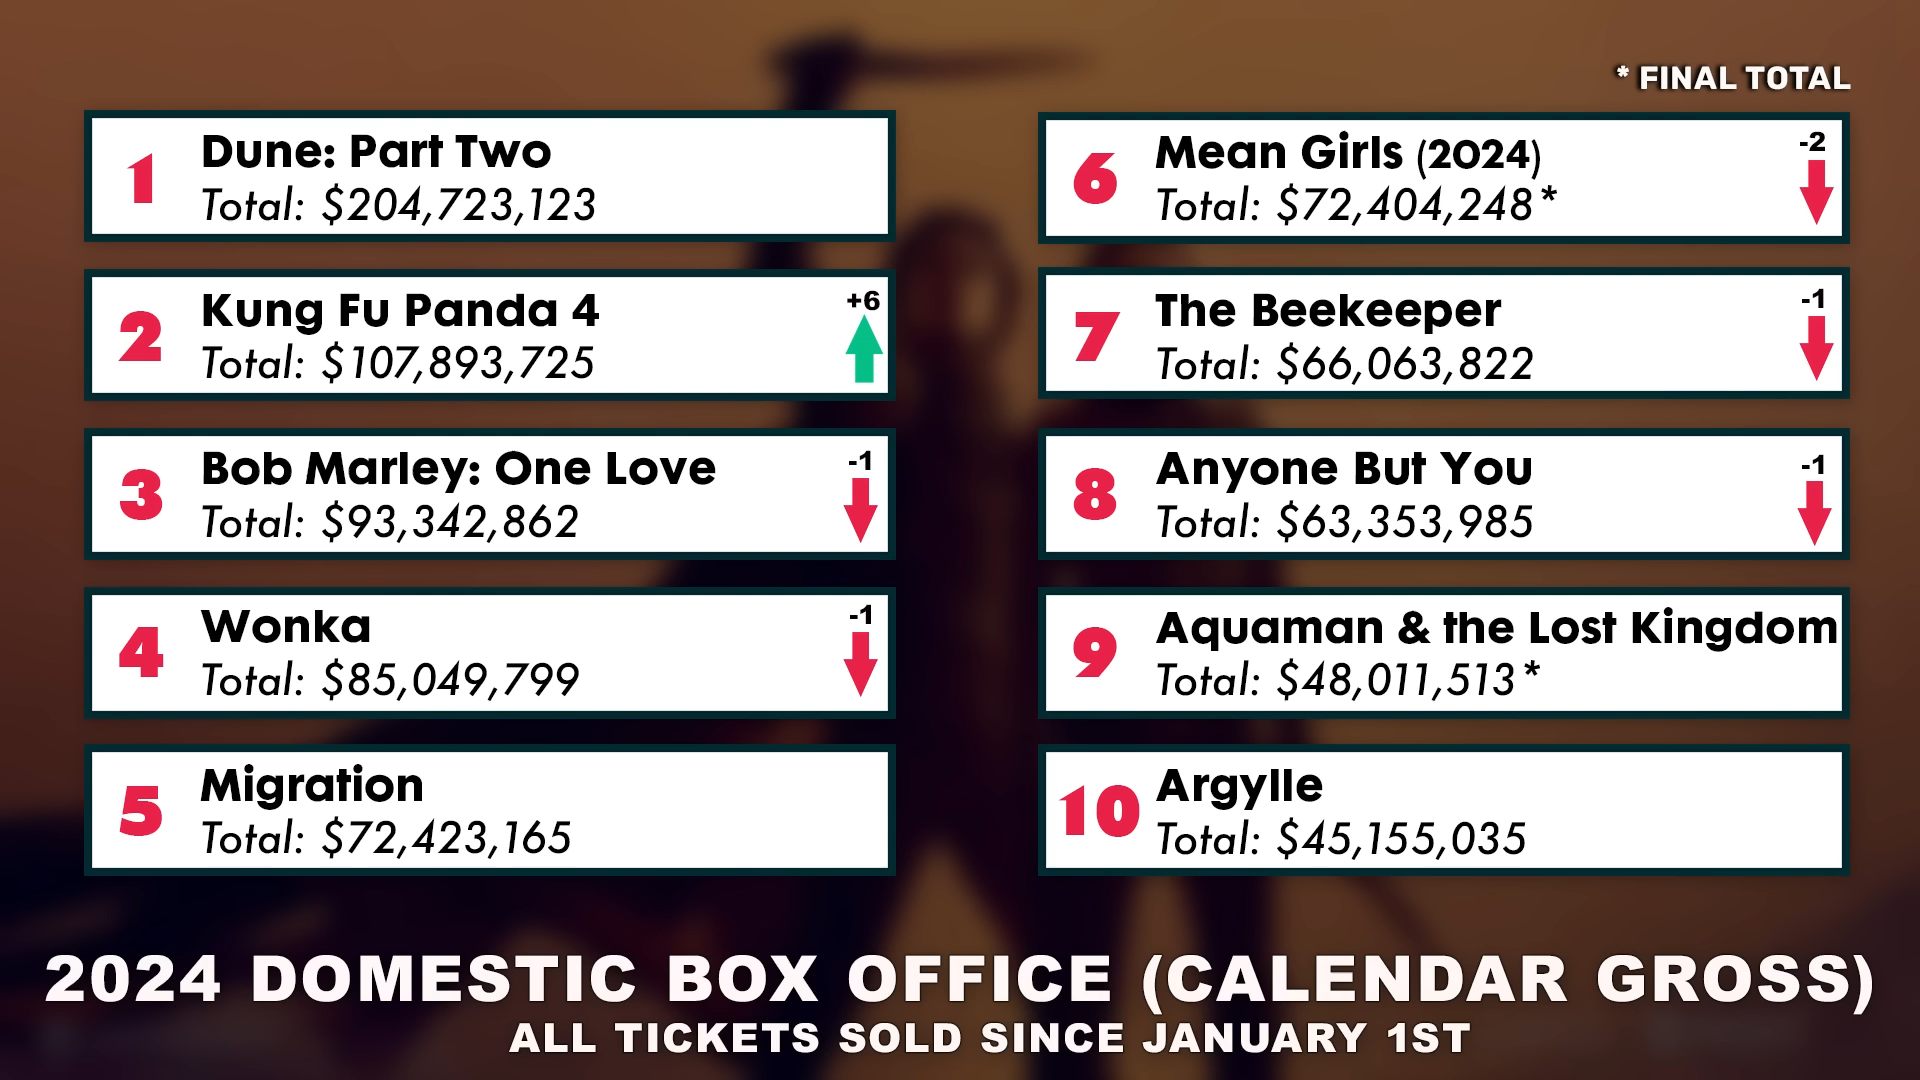 * FINAL TOTAL
1
Dune: Part Two
Total: $204,723,123
2
Kung Fu Panda 4
Total: $107,893,725
+6
3
Bob Marley: One Love
Total: $93,342,862
-1
4
Wonka
Total: $85,049,799
-1
5
Migration
Total: $72,423,165
6
Mean Girls (2024)
Total: $72,404,248*
-2
7
The Beekeeper
Total: $66,063,822
-1
8
Anyone But You
Total: $63,353,985
-1
9
Aquaman & the Lost Kingdom
Total: $48,011,513*
10
Argylle
Total: $45,155,035
2024 DOMESTIC BOX OFFICE (CALENDAR GROSS)
ALL TICKETS SOLD SINCE JANUARY 1ST